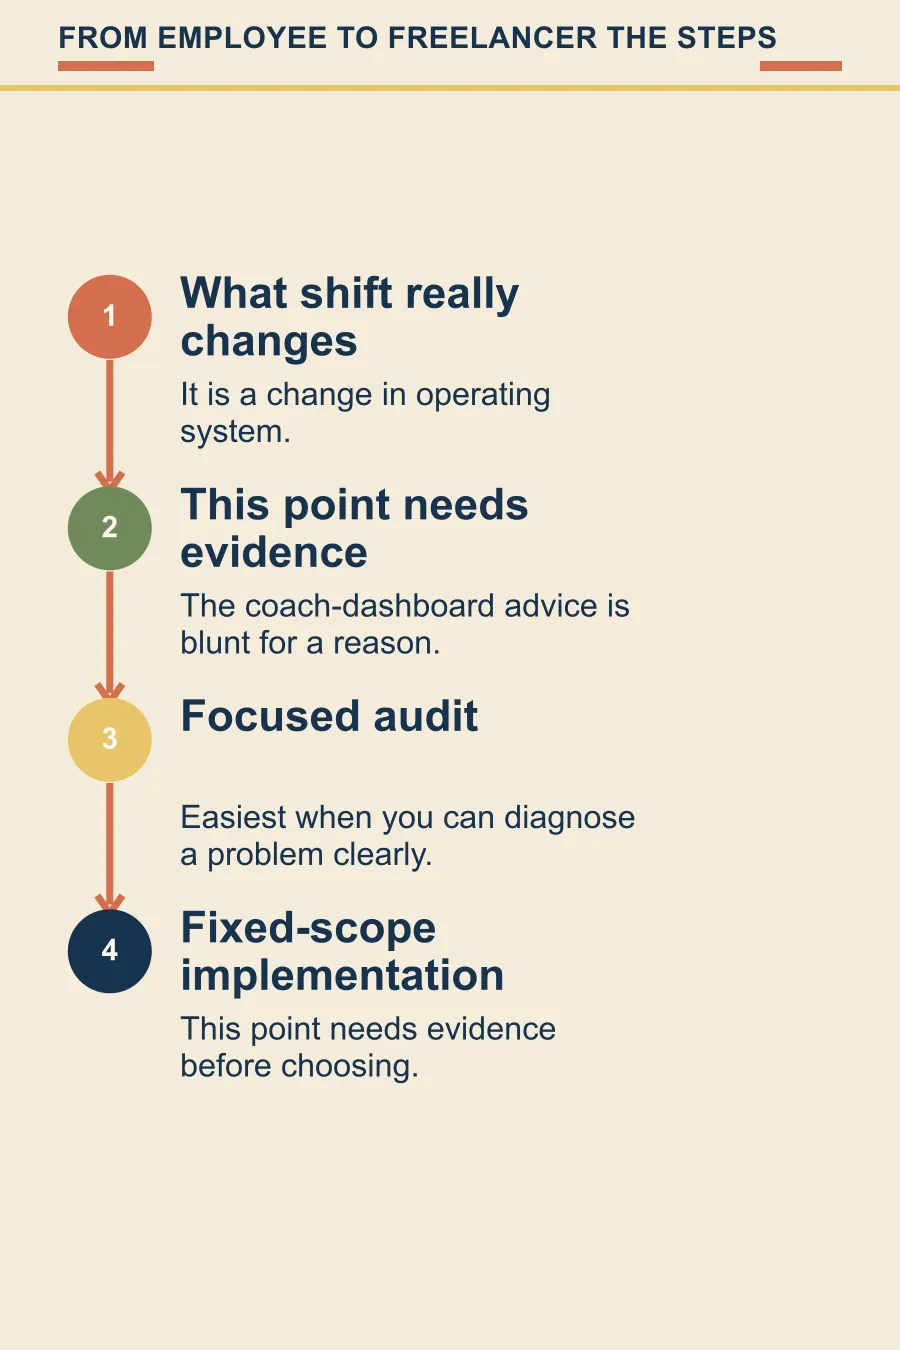 FROM EMPLOYEE TO FREELANCER THE STEPS
1
What shift really
changes
It is a change in operating
system.
2
This point needs
evidence
The coach-dashboard advice is
blunt for a reason.
3
Focused audit
Easiest when you can diagnose
a problem clearly.
4
Fixed-scope
implementation
This point needs evidence
before choosing.